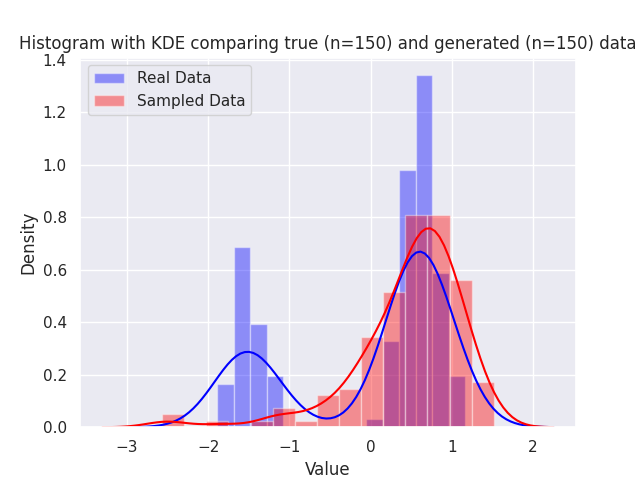 Histogram with KDE comparing true (n=150) and generated (n=150) data
Real Data
Sampled Data
1.4
1.2
1.0
0.8
0.6
0.4
0.2
0.0
Density
−3
−2
−1
0
1
2
Value